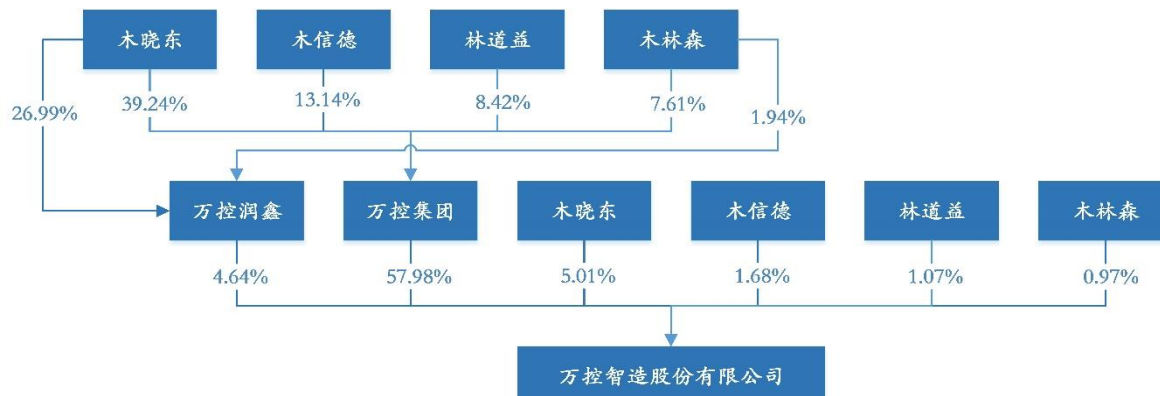 木晓东
木信德
林道益
木林森
26.99%
39.24%
13.14%
8.42%
7.61%
1.94%
万控润鑫
万控集团
木晓东
木信德
林道益
木林森
4.64%
57.98%
5.01%
1.68%
1.07%
0.97%
万控智造股份有限公司